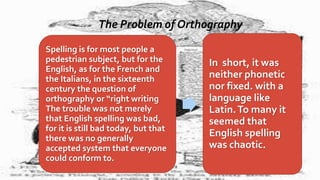 The Problem of Orthography
Spelling is for most people a
pedestrian subject, but for the
English, as for the French and
the Italians, in the sixteenth
century the question of
orthography or "right writing
The trouble was not merely
that English spelling was bad,
for it is still bad today, but that
there was no generally
accepted system that everyone
could conform to.
In short, it was
neither phonetic
nor fixed. with a
language like
Latin. To many it
seemed that
English spelling
was chaotic.